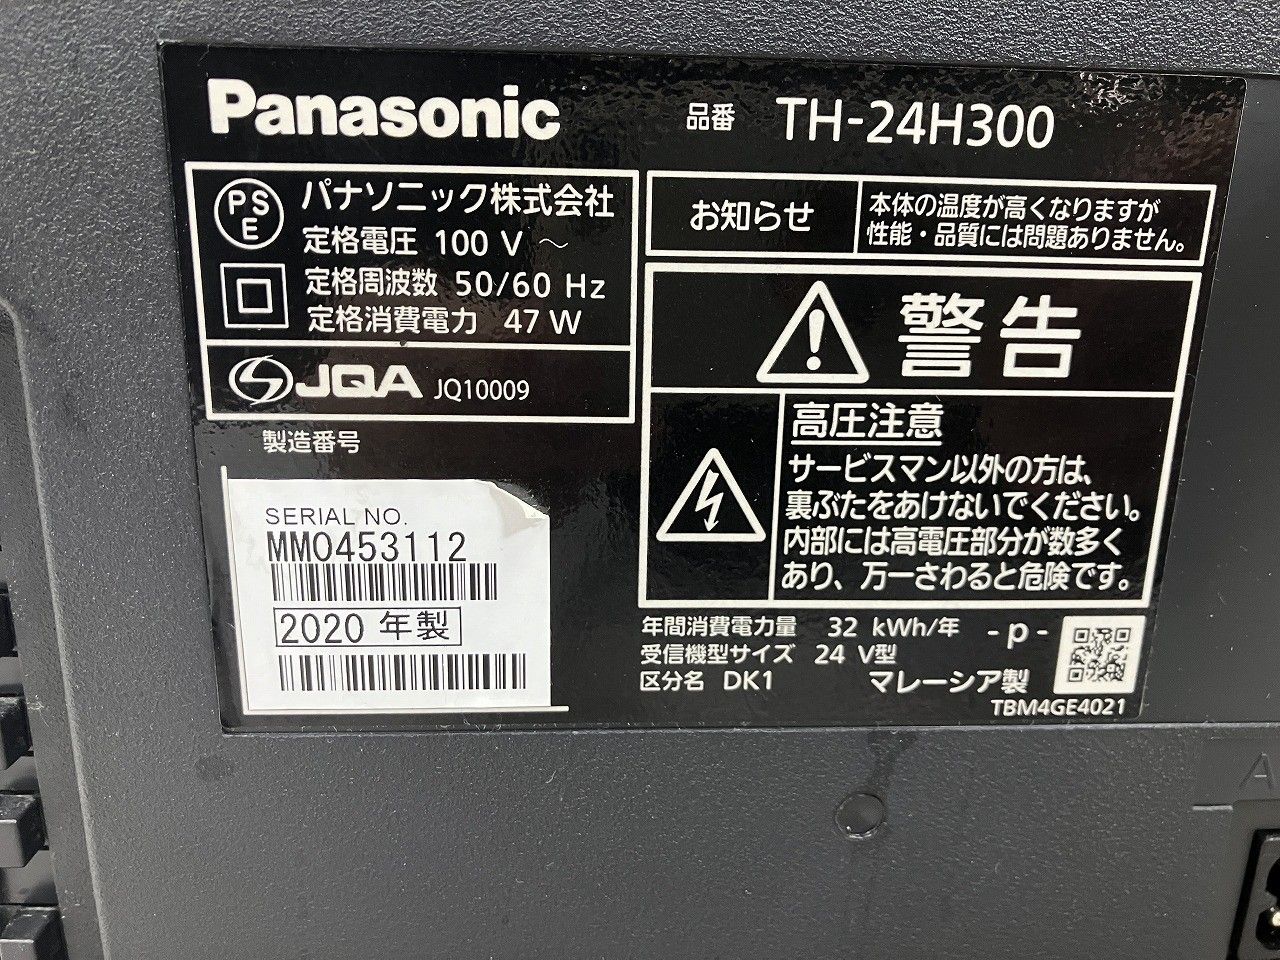 Panasonic 品番 TH-24H300
PS
E
パナソニック株式会社
定格電圧 100 V ～
定格周波数 50/60 Hz
定格消費電力 47 W
JQA JQ10009
製造番号
SERIAL NO.
MM0453112
2020 年製
お知らせ
本体の温度が高くなりますが
性能・品質には問題ありません。
警告
高圧注意
サービスマン以外の方は、
裏ぶたをあけないでください。
内部には高電圧部分が数多く
あり、万一さわると危険です。
年間消費電力量 32 kWh/年 - p -
受信機型サイズ 24 V型
区分名 DK1 マレーシア製
TBM4GE4021
A